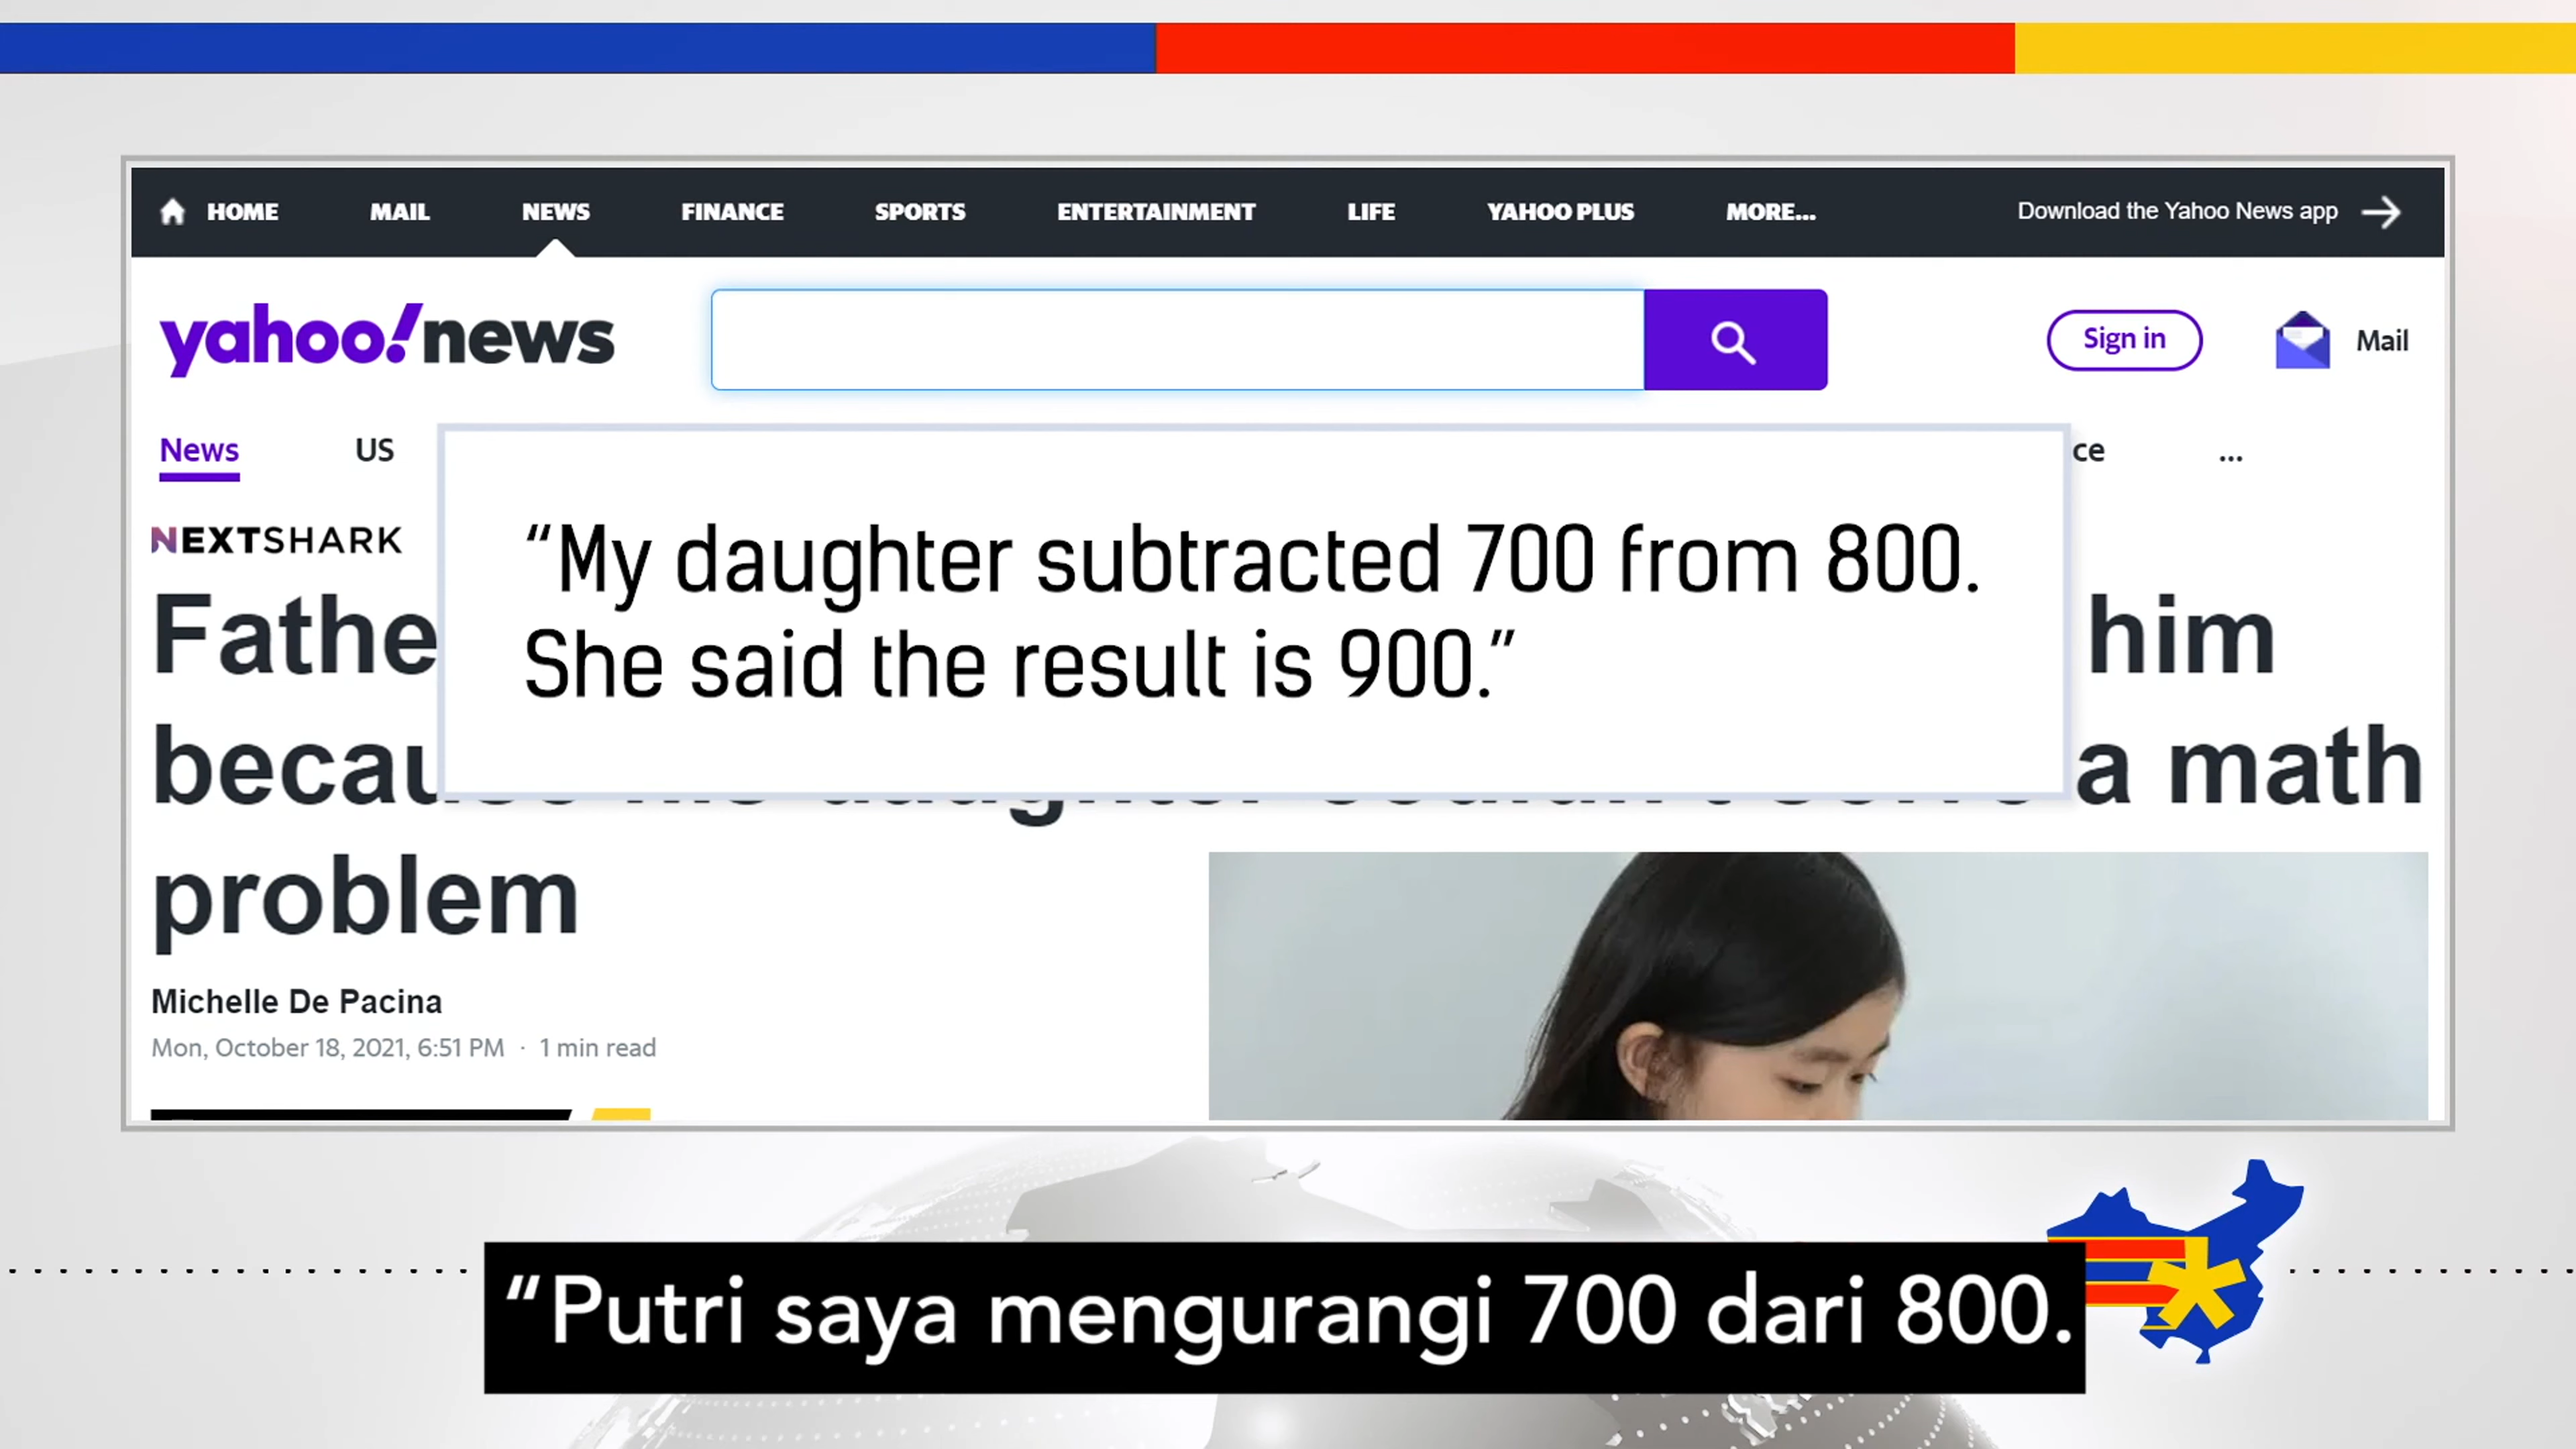 HOME MAIL NEWS FINANCE SPORTS ENTERTAINMENT LIFE YAHOO PLUS MORE... Download the Yahoo News app
yahoo!news
Sign in Mail
News US ...
NEXTSHARK
“My daughter subtracted 700 from 800.
She said the result is 900.”
him
a math
problem
Michelle De Pacina
Mon, October 18, 2021, 6:51 PM · 1 min read
“Putri saya mengurangi 700 dari 800.